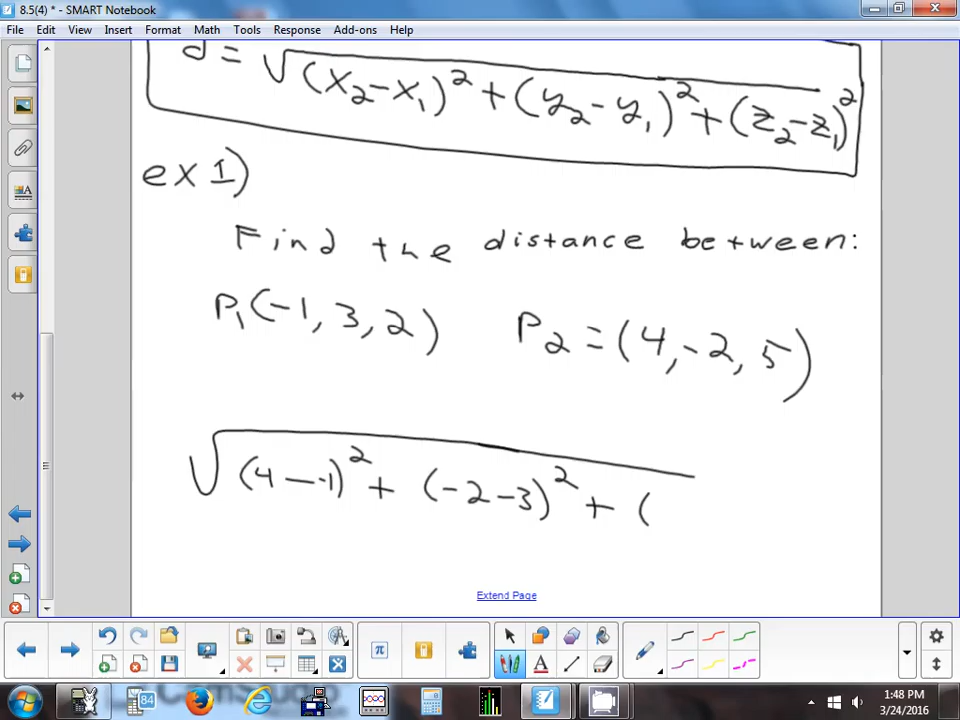 8.5(4) * - SMART Notebook
File Edit View Insert Format Math Tools Response Add-ons Help
d = √(x₂-x₁)² + (y₂-y₁)² + (z₂-z₁)²
ex 1)
Find the distance between:
P₁(-1, 3, 2) P₂ = (4, -2, 5)
√(4--1)² + (-2-3)² + (
Extend Page
1:48 PM
3/24/2016